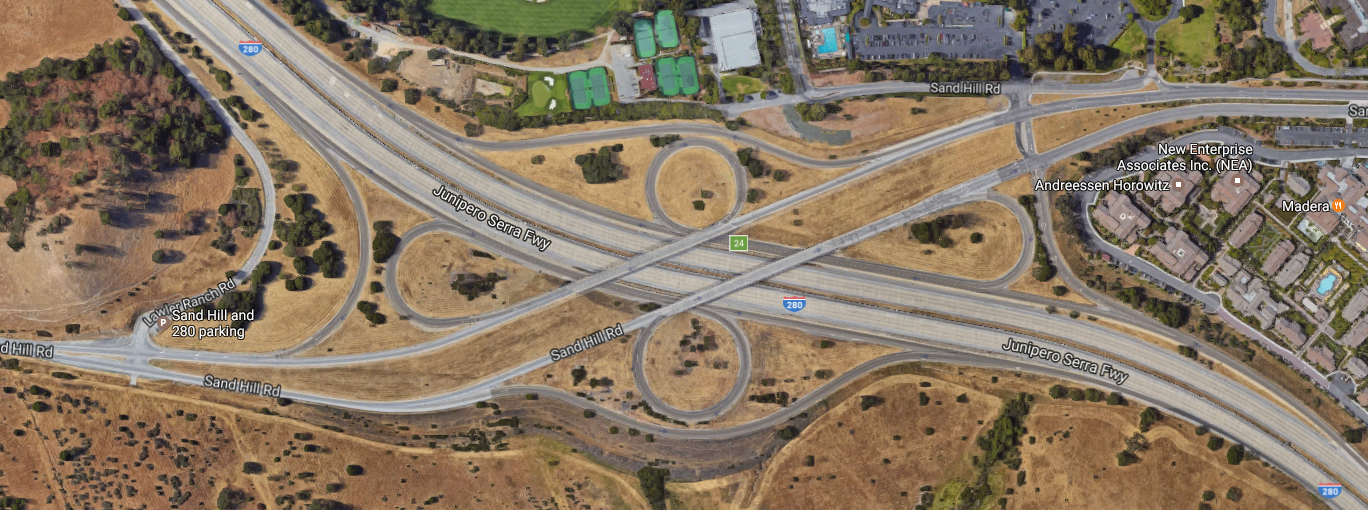 280
Sand Hill Rd
Sa
New Enterprise
Associates Inc. (NEA)
Andreessen Horowitz
Madera
Junipero Serra Fwy
24
280
Lawler Ranch Rd
P
Sand Hill and
280 parking
d Hill Rd
Sand Hill Rd
Sand Hill Rd
Junipero Serra Fwy
280